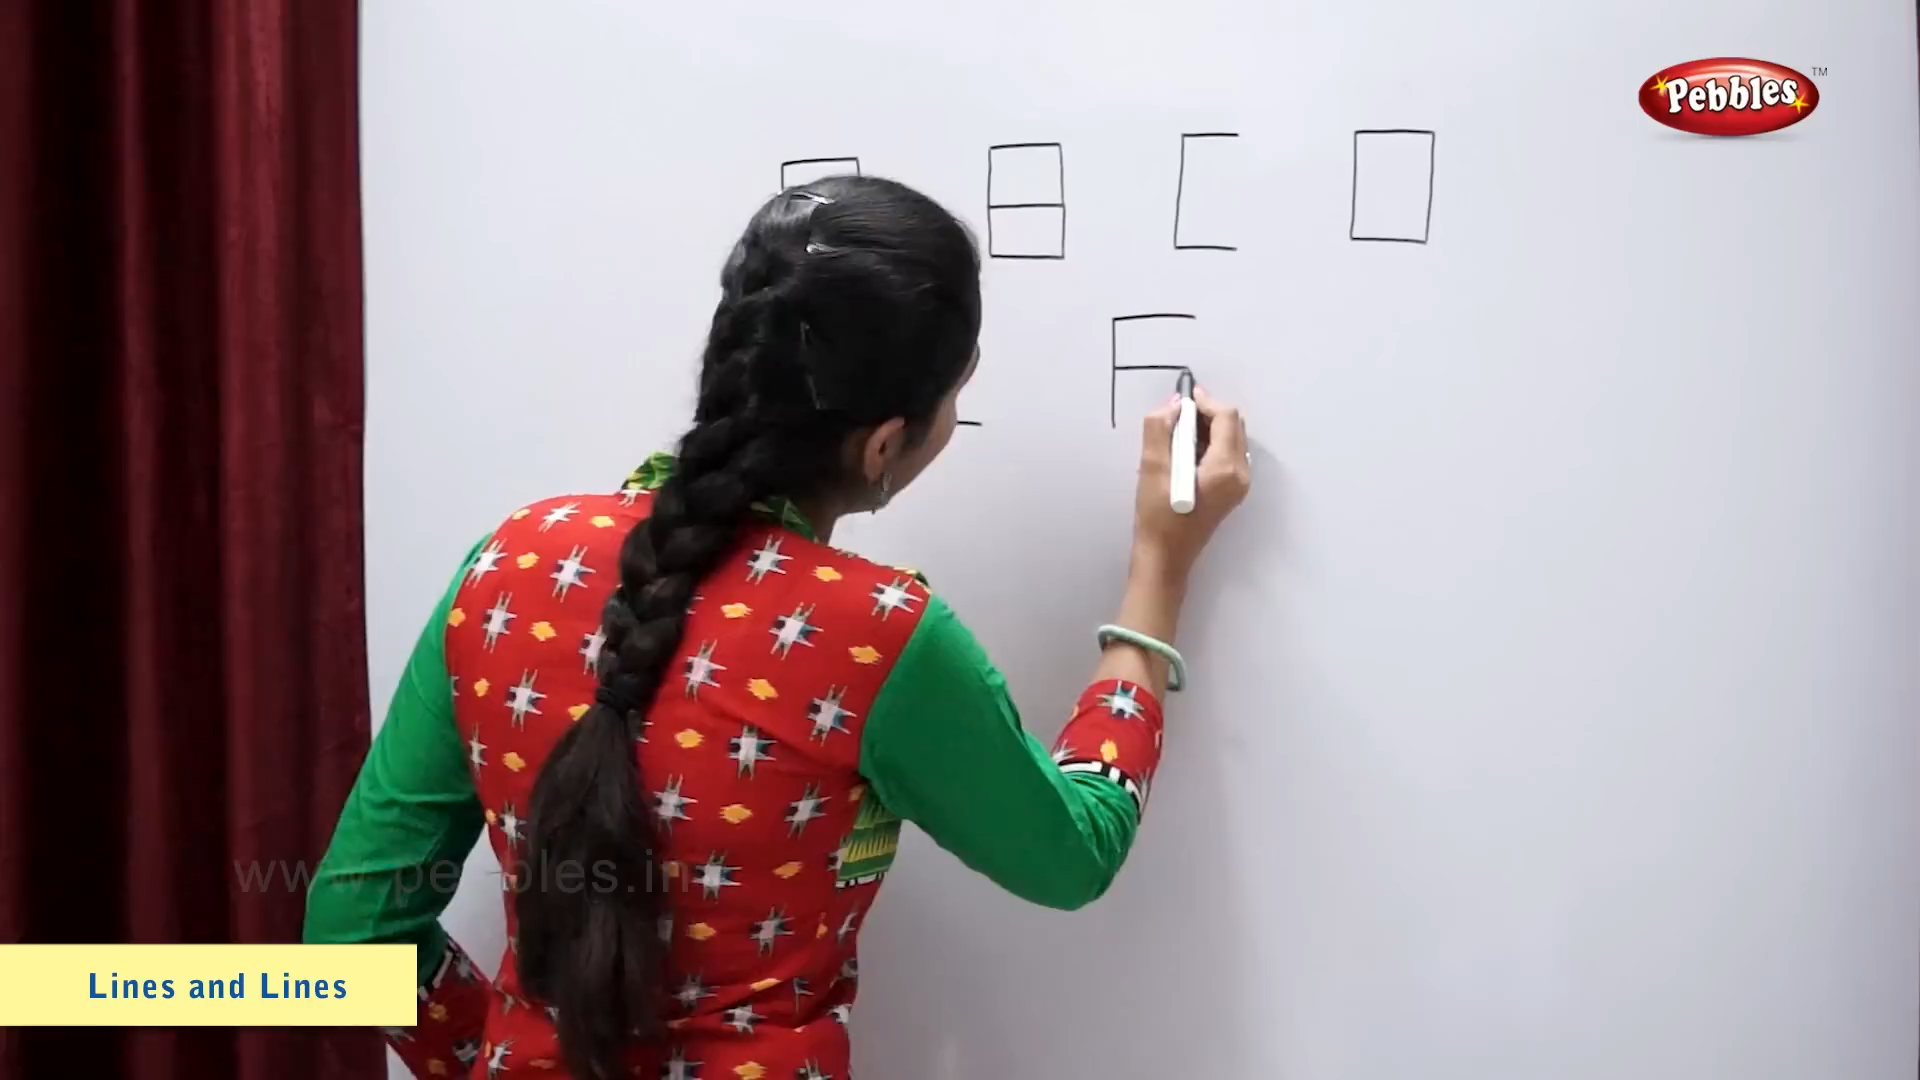 Pebbles TM
B C D
F
www.pebbles.in
Lines and Lines